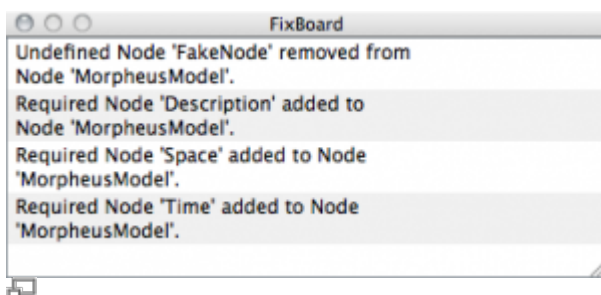 FixBoard
Undefined Node 'FakeNode' removed from
Node 'MorpheusModel'.
Required Node 'Description' added to
Node 'MorpheusModel'.
Required Node 'Space' added to Node
'MorpheusModel'.
Required Node 'Time' added to Node
'MorpheusModel'.